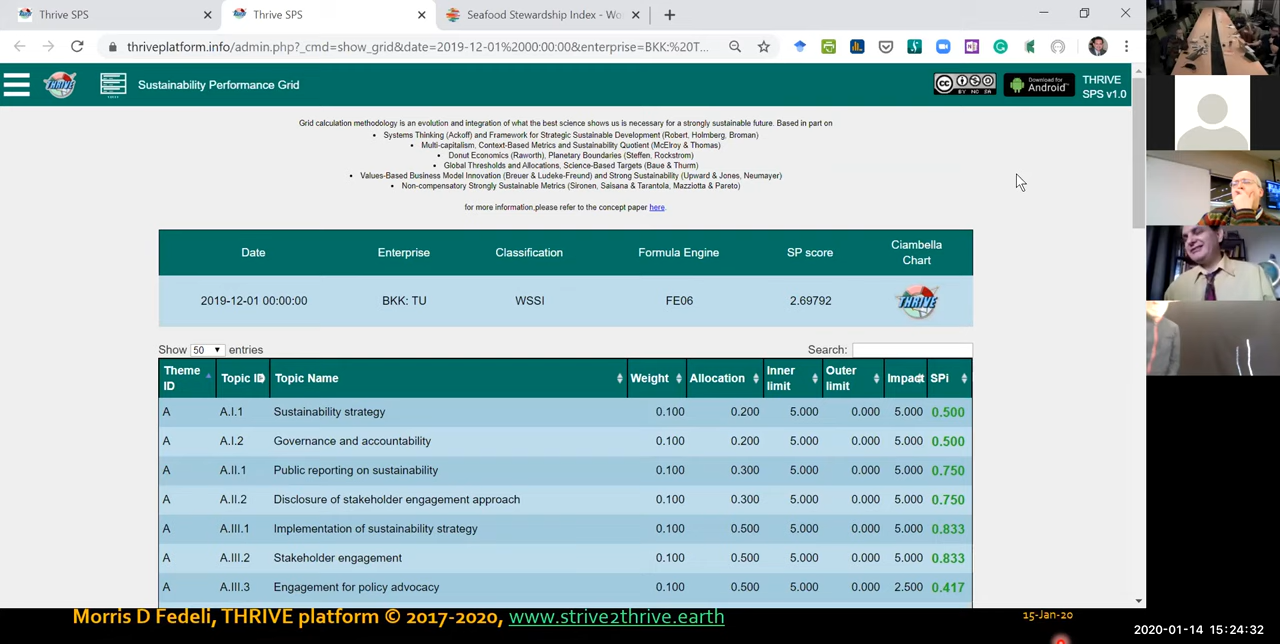 Thrive SPS
Thrive SPS
Seafood Stewardship Index - Wo
thriveplatform.info/admin.php?_cmd=show_grid&date=2019-12-01%2000:00:00&enterprise=BKK:%20T...
Sustainability Performance Grid
Download for
Android™
THRIVE
SPS v1.0
Grid calculation methodology is an evolution and integration of what the best science shows us is necessary for a strongly sustainable future. Based in part on
• Systems Thinking (Ackoff) and Framework for Strategic Sustainable Development (Robert, Holmberg, Broman)
• Multi-capitalism, Context-Based Metrics and Sustainability Quotient (McElroy & Thomas)
• Donut Economics (Raworth), Planetary Boundaries (Steffen, Rockstrom)
• Global Thresholds and Allocations, Science-Based Targets (Baue & Thurm)
• Values-Based Business Model Innovation (Breuer & Ludeke-Freund) and Strong Sustainability (Upward & Jones, Neumayer)
• Non-compensatory Strongly Sustainable Metrics (Sironen, Saisana & Tarantola, Mazziotta & Pareto)
for more information,please refer to the concept paper here.
Date Enterprise Classification Formula Engine SP score Ciambella
Chart
2019-12-01 00:00:00 BKK: TU WSSI FE06 2.69792 THRIVE
Show 50 entries Search:
Theme
ID Topic ID Topic Name Weight Allocation Inner
limit Outer
limit Impact SPi
A A.I.1 Sustainability strategy 0.100 0.200 5.000 0.000 5.000 0.500
A A.I.2 Governance and accountability 0.100 0.200 5.000 0.000 5.000 0.500
A A.II.1 Public reporting on sustainability 0.100 0.300 5.000 0.000 5.000 0.750
A A.II.2 Disclosure of stakeholder engagement approach 0.100 0.300 5.000 0.000 5.000 0.750
A A.III.1 Implementation of sustainability strategy 0.100 0.500 5.000 0.000 5.000 0.833
A A.III.2 Stakeholder engagement 0.100 0.500 5.000 0.000 5.000 0.833
A A.III.3 Engagement for policy advocacy 0.100 0.500 5.000 0.000 2.500 0.417
Morris D Fedeli, THRIVE platform © 2017-2020, www.strive2thrive.earth
15-Jan-20
2020-01-14 15:24:32